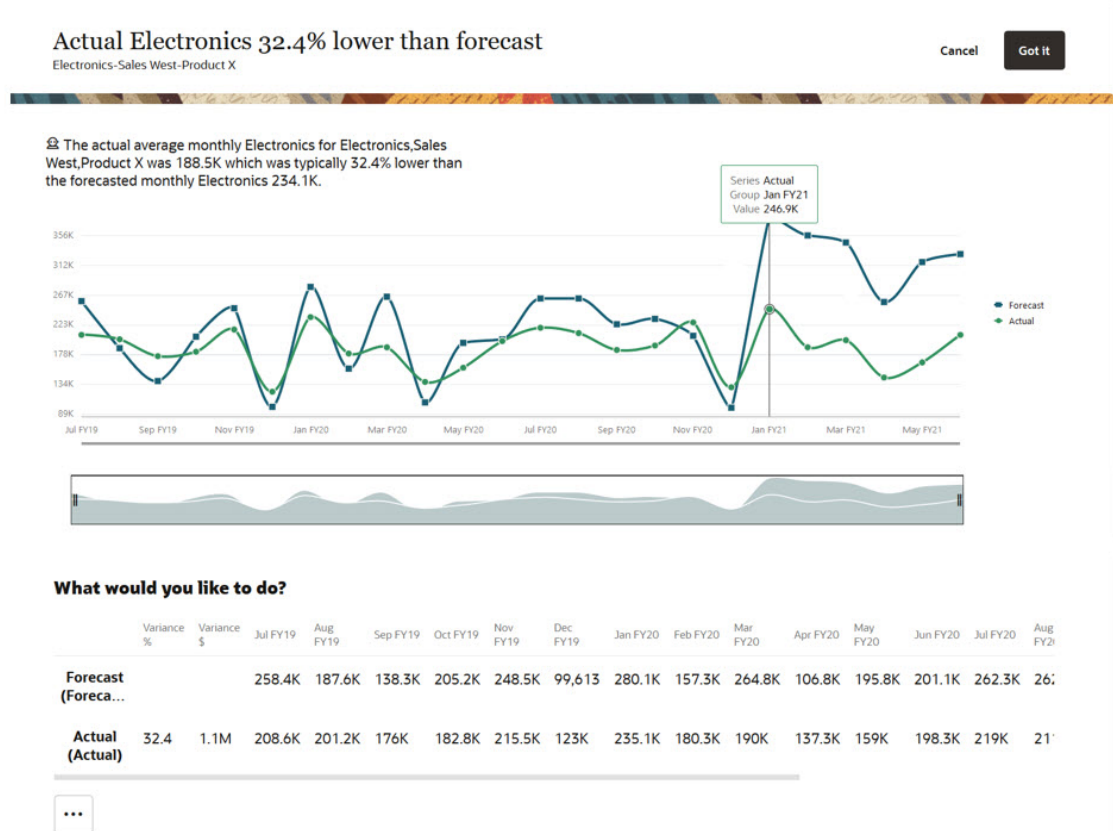 Actual Electronics 32.4% lower than forecast
Electronics-Sales West-Product X
Cancel
Got it
The actual average monthly Electronics for Electronics,Sales
West,Product X was 188.5K which was typically 32.4% lower than
the forecasted monthly Electronics 234.1K.
Series Actual
Group Jan FY21
Value 246.9K
356K
312K
267K
223K
178K
134K
89K
Jul FY19 Sep FY19 Nov FY19 Jan FY20 Mar FY20 May FY20 Jul FY20 Sep FY20 Nov FY20 Jan FY21 Mar FY21 May FY21
Forecast
Actual
What would you like to do?
Variance % Variance $ Jul FY19 Aug FY19 Sep FY19 Oct FY19 Nov FY19 Dec FY19 Jan FY20 Feb FY20 Mar FY20 Apr FY20 May FY20 Jun FY20 Jul FY20 Aug
Forecast (Foreca... 258.4K 187.6K 138.3K 205.2K 248.5K 99,613 280.1K 157.3K 264.8K 106.8K 195.8K 201.1K 262.3K
Actual (Actual) 32.4 1.1M 208.6K 201.2K 176K 182.8K 215.5K 123K 235.1K 180.3K 190K 137.3K 159K 198.3K 219K
...